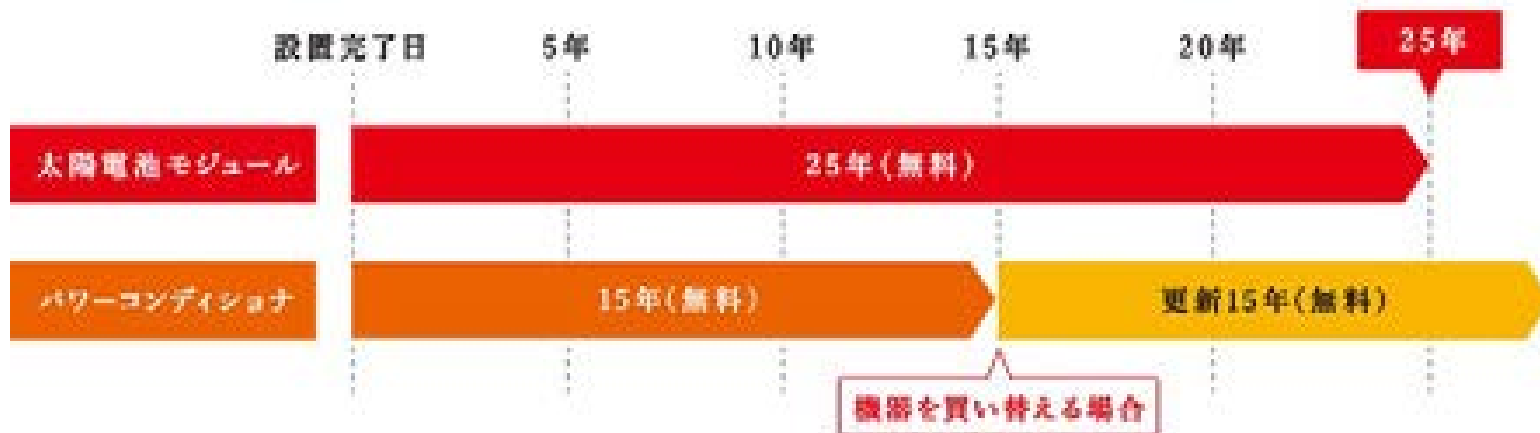 設置完了日 5年 10年 15年 20年 25年
太陽電池モジュール 25年(無料)
パワーコンディショナ 15年(無料) 更新15年(無料)
機器を買い替える場合